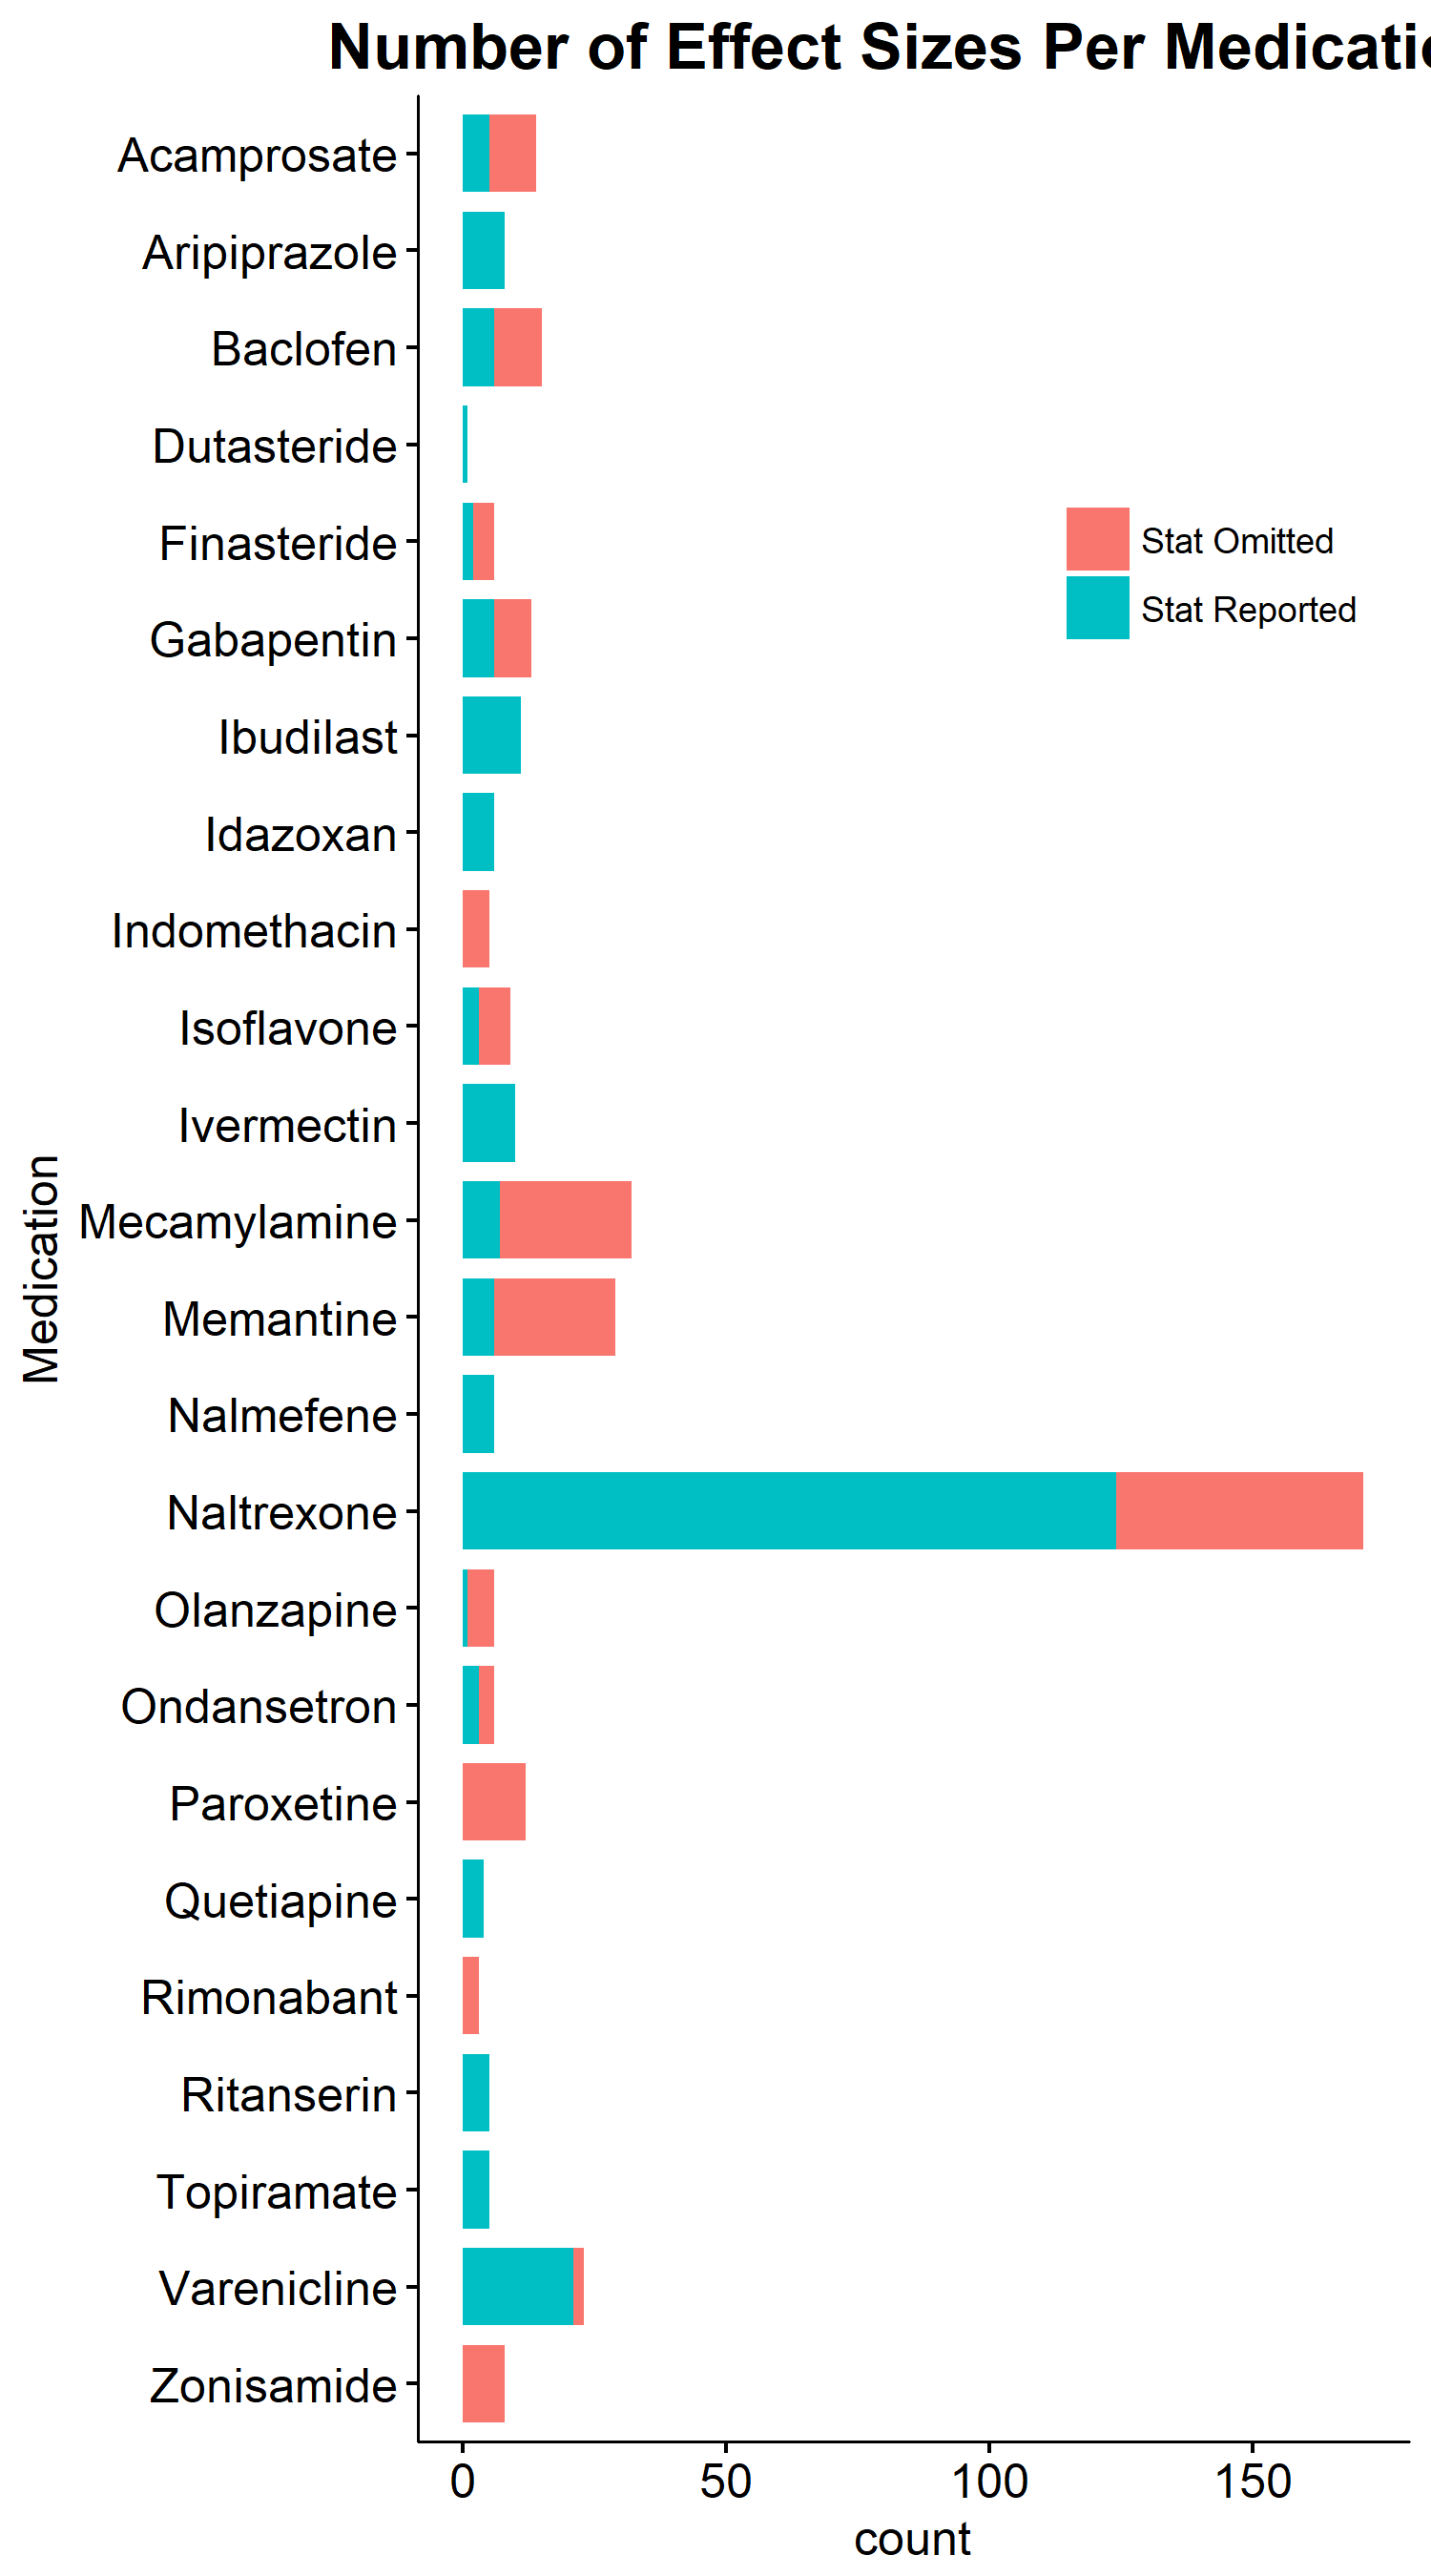 Number of Effect Sizes Per Medicatio
Acamprosate
Aripiprazole
Baclofen
Dutasteride
Finasteride
Stat Omitted
Stat Reported
Gabapentin
Ibudilast
Idazoxan
Indomethacin
Isoflavone
Ivermectin
Medication
Mecamylamine
Memantine
Nalmefene
Naltrexone
Olanzapine
Ondansetron
Paroxetine
Quetiapine
Rimonabant
Ritanserin
Topiramate
Varenicline
Zonisamide
0 50 100 150
count